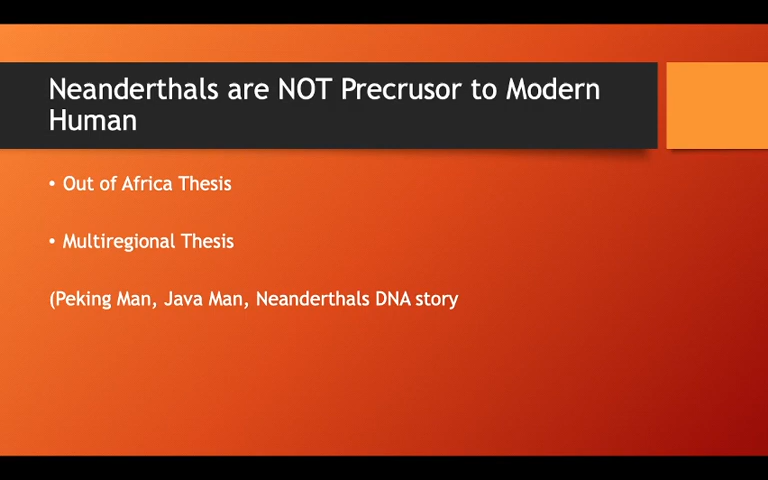 Neanderthals are NOT Precrusor to Modern
Human
• Out of Africa Thesis
• Multiregional Thesis
(Peking Man, Java Man, Neanderthals DNA story